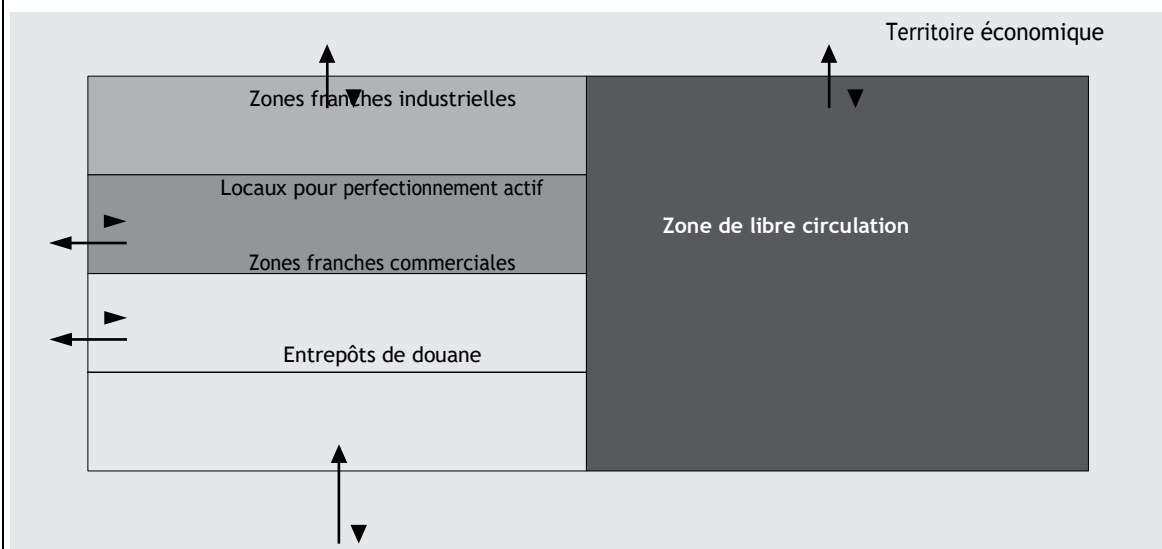 Territoire économique
Zones franches industrielles
Locaux pour perfectionnement actif
Zone de libre circulation
Zones franches commerciales
Entrepôts de douane